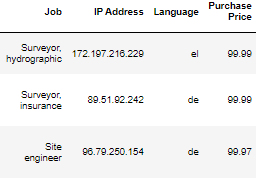 Job IP Address Language Purchase
Price
Surveyor,
hydrographic 172.197.216.229 el 99.99
Surveyor,
insurance 89.51.92.242 de 99.99
Site
engineer 96.79.250.154 de 99.97